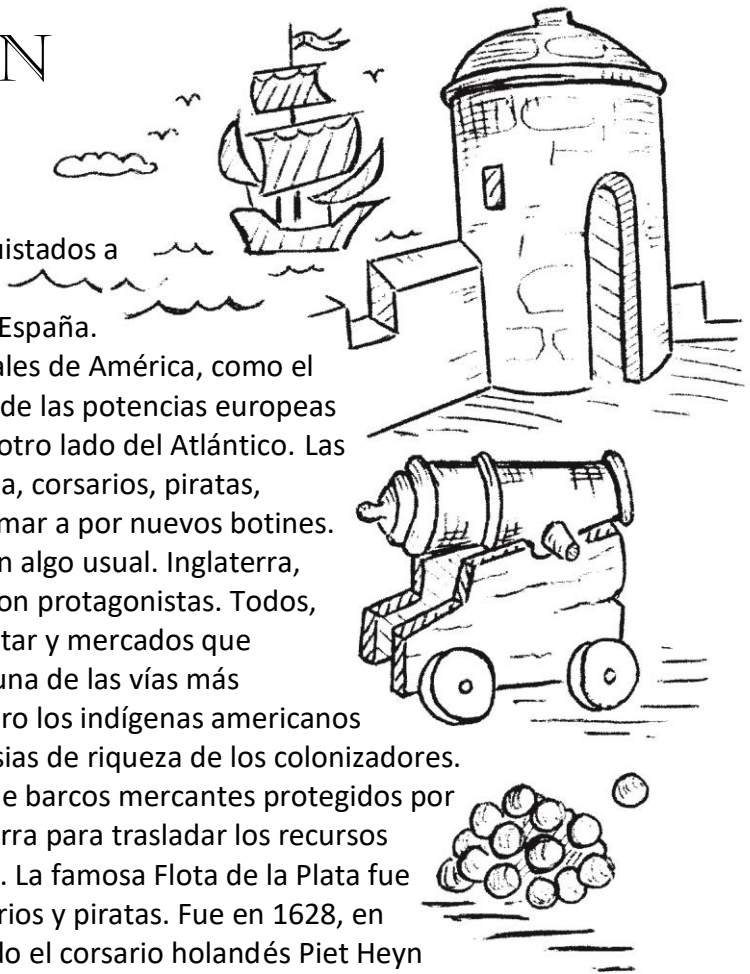 N
uistados a
España.
ales de América, como el
de las potencias europeas
otro lado del Atlántico. Las
a, corsarios, piratas,
mar a por nuevos botines.
n algo usual. Inglaterra,
on protagonistas. Todos,
tar y mercados que
una de las vías más
ro los indígenas americanos
sias de riqueza de los colonizadores.
e barcos mercantes protegidos por
rra para trasladar los recursos
. La famosa Flota de la Plata fue
rios y piratas. Fue en 1628, en
do el corsario holandés Piet Heyn